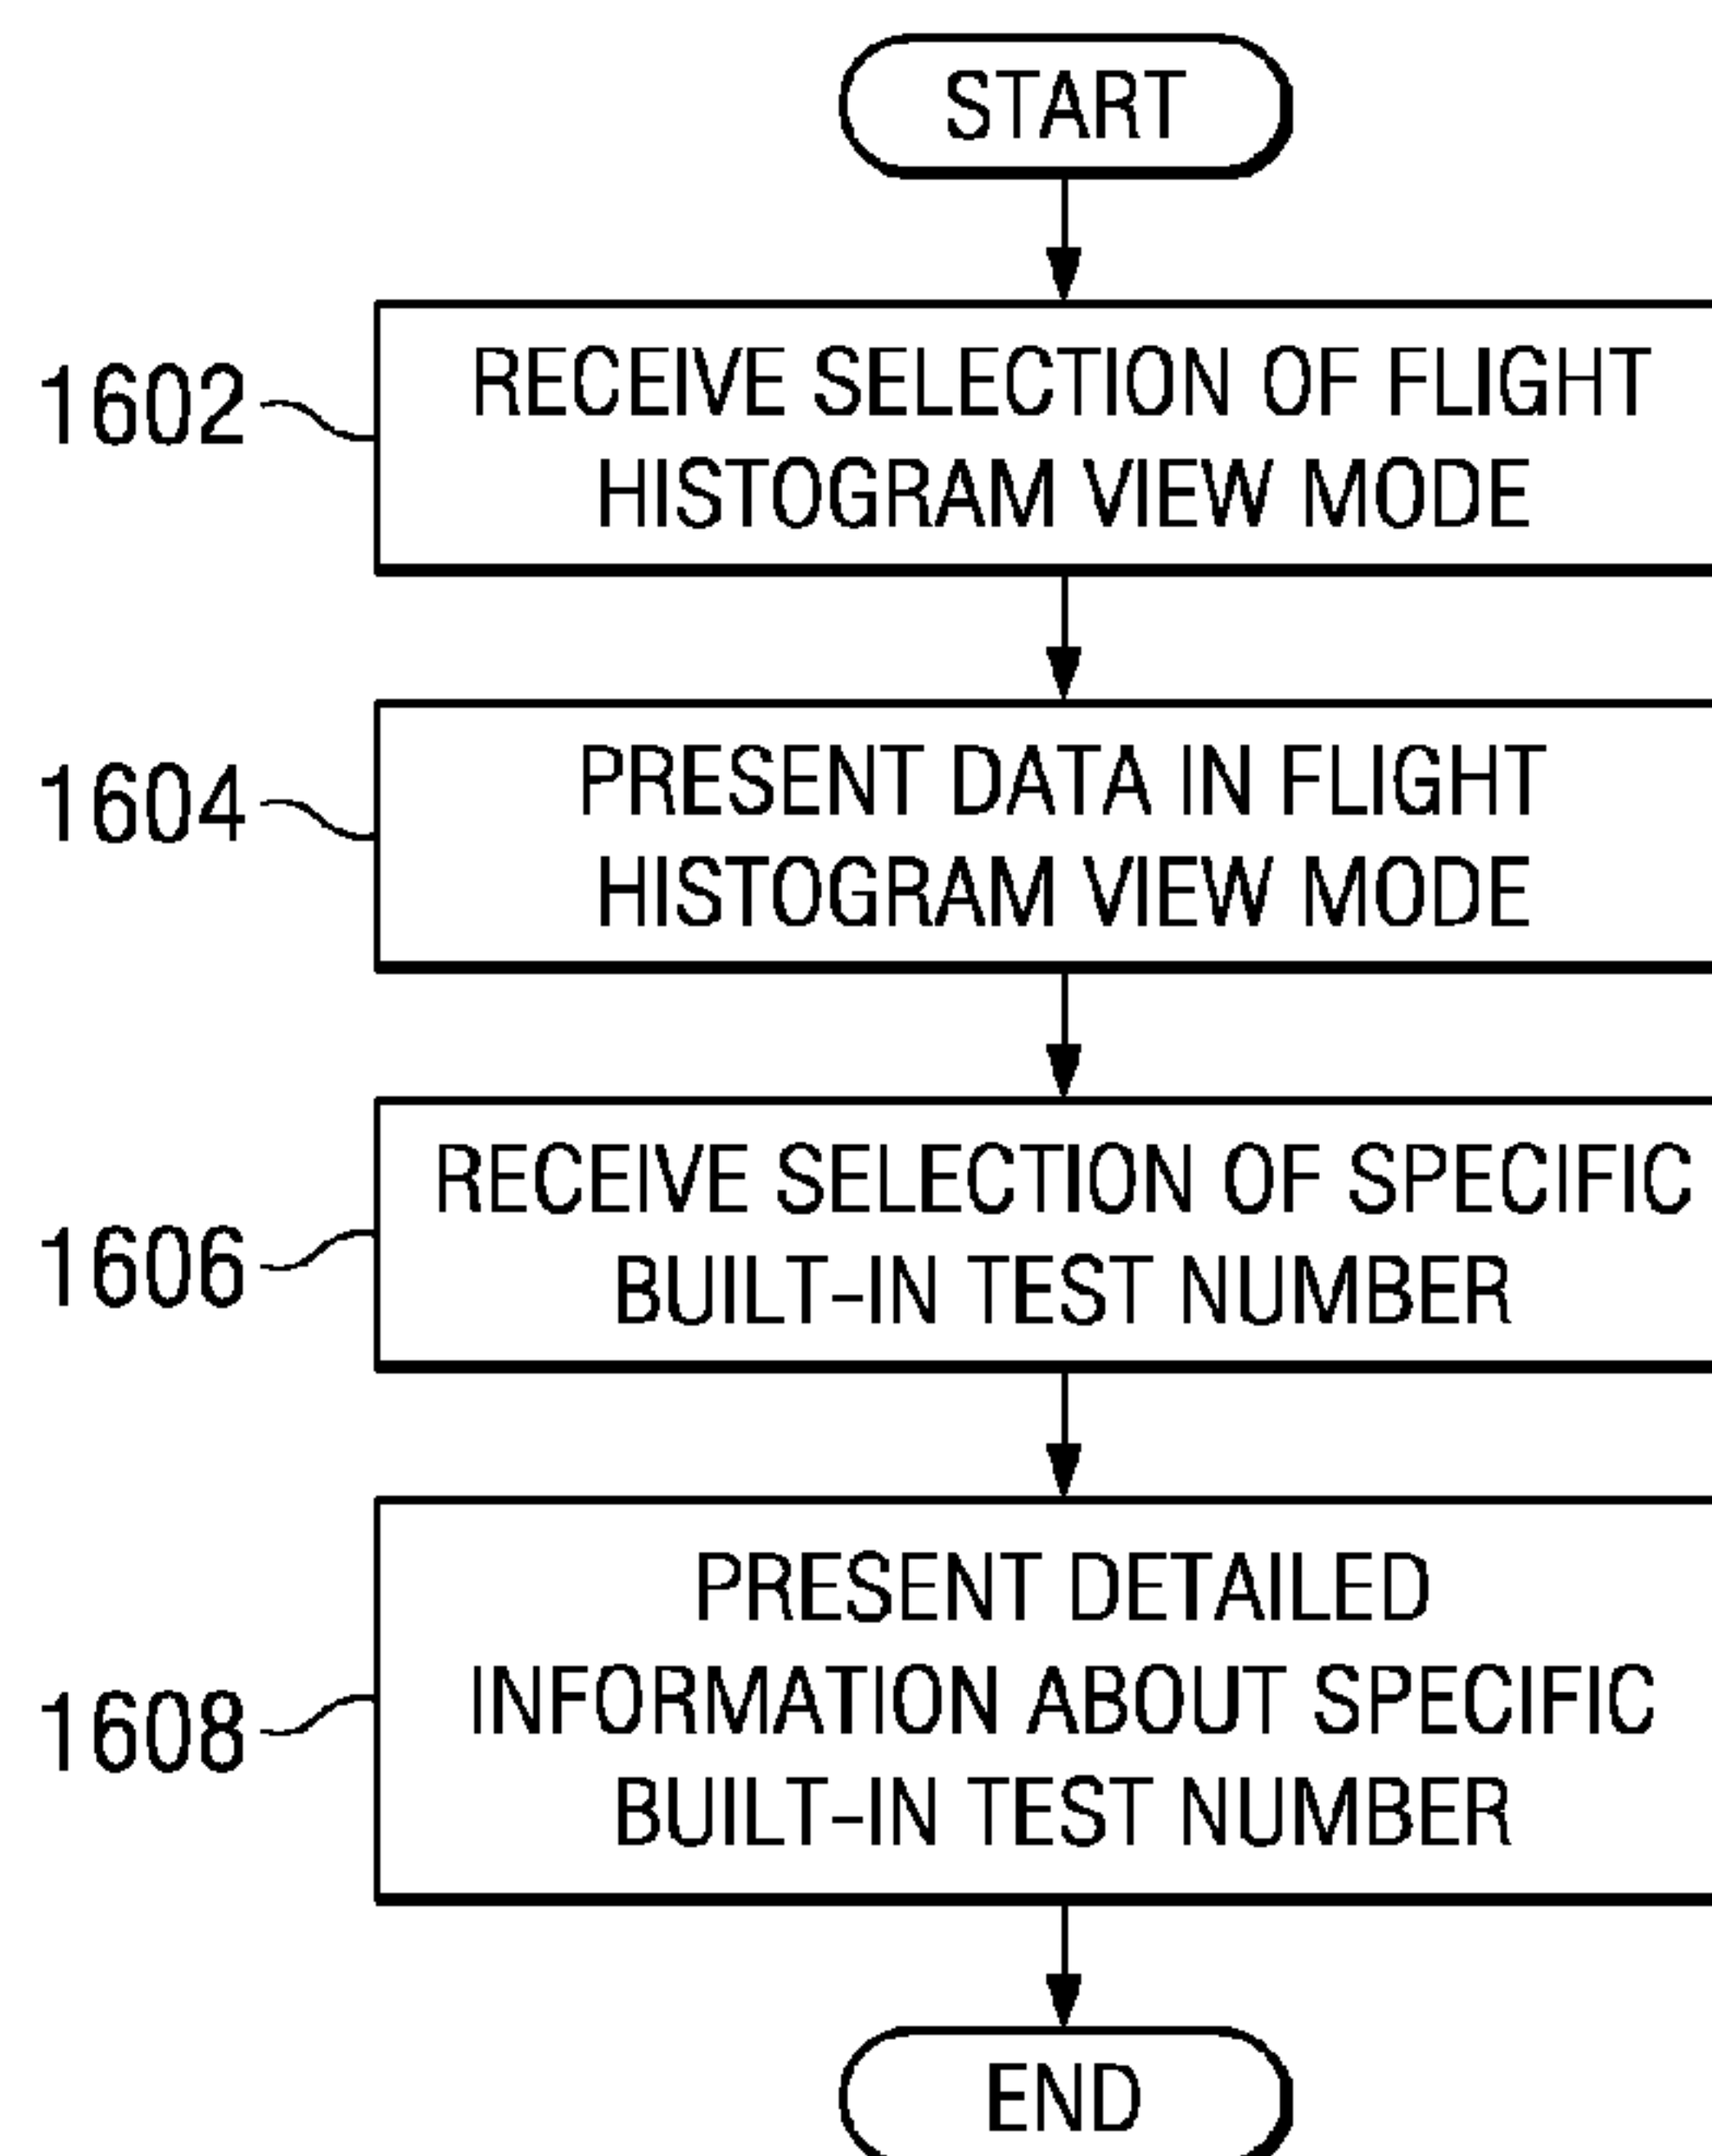 START
1602
RECEIVE SELECTION OF FLIGHT
HISTOGRAM VIEW MODE
1604
PRESENT DATA IN FLIGHT
HISTOGRAM VIEW MODE
1606
RECEIVE SELECTION OF SPECIFIC
BUILT-IN TEST NUMBER
1608
PRESENT DETAILED
INFORMATION ABOUT SPECIFIC
BUILT-IN TEST NUMBER
END